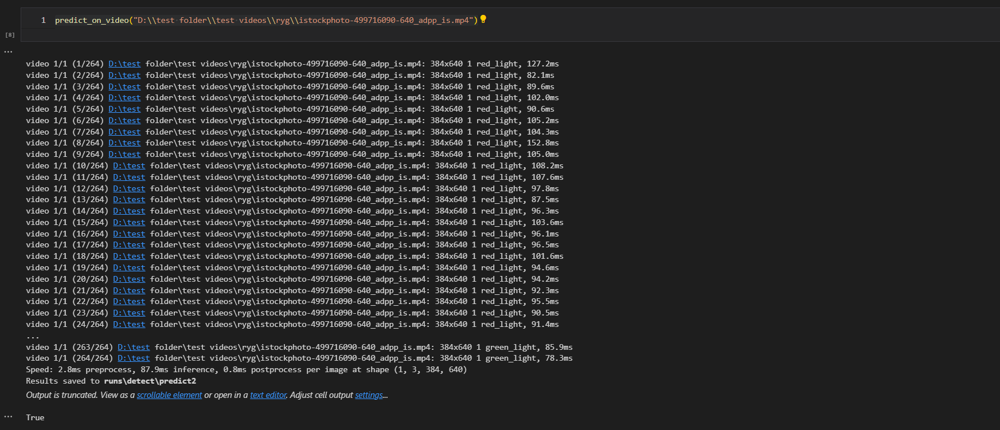 1 predict_on_video("D:\\test folder\\test videos\\ryg\\istockphoto-499716090-640_adpp_is.mp4")
[8]
...
video 1/1 (1/264) D:\test folder\test videos\ryg\istockphoto-499716090-640_adpp_is.mp4: 384x640 1 red_light, 127.2ms
video 1/1 (2/264) D:\test folder\test videos\ryg\istockphoto-499716090-640_adpp_is.mp4: 384x640 1 red_light, 82.1ms
video 1/1 (3/264) D:\test folder\test videos\ryg\istockphoto-499716090-640_adpp_is.mp4: 384x640 1 red_light, 89.6ms
video 1/1 (4/264) D:\test folder\test videos\ryg\istockphoto-499716090-640_adpp_is.mp4: 384x640 1 red_light, 102.0ms
video 1/1 (5/264) D:\test folder\test videos\ryg\istockphoto-499716090-640_adpp_is.mp4: 384x640 1 red_light, 90.6ms
video 1/1 (6/264) D:\test folder\test videos\ryg\istockphoto-499716090-640_adpp_is.mp4: 384x640 1 red_light, 105.2ms
video 1/1 (7/264) D:\test folder\test videos\ryg\istockphoto-499716090-640_adpp_is.mp4: 384x640 1 red_light, 104.3ms
video 1/1 (8/264) D:\test folder\test videos\ryg\istockphoto-499716090-640_adpp_is.mp4: 384x640 1 red_light, 152.8ms
video 1/1 (9/264) D:\test folder\test videos\ryg\istockphoto-499716090-640_adpp_is.mp4: 384x640 1 red_light, 105.0ms
video 1/1 (10/264) D:\test folder\test videos\ryg\istockphoto-499716090-640_adpp_is.mp4: 384x640 1 red_light, 108.2ms
video 1/1 (11/264) D:\test folder\test videos\ryg\istockphoto-499716090-640_adpp_is.mp4: 384x640 1 red_light, 107.6ms
video 1/1 (12/264) D:\test folder\test videos\ryg\istockphoto-499716090-640_adpp_is.mp4: 384x640 1 red_light, 97.8ms
video 1/1 (13/264) D:\test folder\test videos\ryg\istockphoto-499716090-640_adpp_is.mp4: 384x640 1 red_light, 87.5ms
video 1/1 (14/264) D:\test folder\test videos\ryg\istockphoto-499716090-640_adpp_is.mp4: 384x640 1 red_light, 96.3ms
video 1/1 (15/264) D:\test folder\test videos\ryg\istockphoto-499716090-640_adpp_is.mp4: 384x640 1 red_light, 103.6ms
video 1/1 (16/264) D:\test folder\test videos\ryg\istockphoto-499716090-640_adpp_is.mp4: 384x640 1 red_light, 96.1ms
video 1/1 (17/264) D:\test folder\test videos\ryg\istockphoto-499716090-640_adpp_is.mp4: 384x640 1 red_light, 96.5ms
video 1/1 (18/264) D:\test folder\test videos\ryg\istockphoto-499716090-640_adpp_is.mp4: 384x640 1 red_light, 101.6ms
video 1/1 (19/264) D:\test folder\test videos\ryg\istockphoto-499716090-640_adpp_is.mp4: 384x640 1 red_light, 94.6ms
video 1/1 (20/264) D:\test folder\test videos\ryg\istockphoto-499716090-640_adpp_is.mp4: 384x640 1 red_light, 94.2ms
video 1/1 (21/264) D:\test folder\test videos\ryg\istockphoto-499716090-640_adpp_is.mp4: 384x640 1 red_light, 92.3ms
video 1/1 (22/264) D:\test folder\test videos\ryg\istockphoto-499716090-640_adpp_is.mp4: 384x640 1 red_light, 95.5ms
video 1/1 (23/264) D:\test folder\test videos\ryg\istockphoto-499716090-640_adpp_is.mp4: 384x640 1 red_light, 90.5ms
video 1/1 (24/264) D:\test folder\test videos\ryg\istockphoto-499716090-640_adpp_is.mp4: 384x640 1 red_light, 91.4ms
...
video 1/1 (263/264) D:\test folder\test videos\ryg\istockphoto-499716090-640_adpp_is.mp4: 384x640 1 green_light, 85.9ms
video 1/1 (264/264) D:\test folder\test videos\ryg\istockphoto-499716090-640_adpp_is.mp4: 384x640 1 green_light, 78.3ms
Speed: 2.8ms preprocess, 87.9ms inference, 0.8ms postprocess per image at shape (1, 3, 384, 640)
Results saved to runs\detect\predict2
Output is truncated. View as a scrollable element or open in a text editor. Adjust cell output settings...
... True